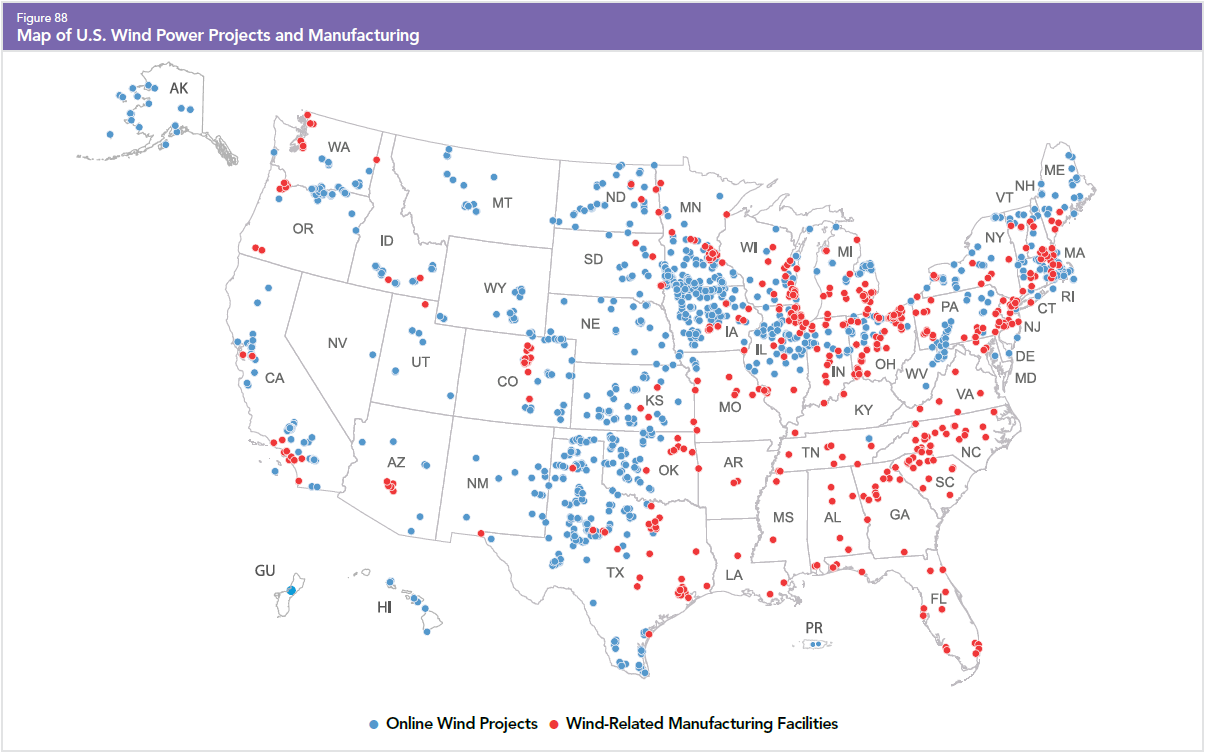 Figure 88
Map of U.S. Wind Power Projects and Manufacturing
AK
WA
MT
ND
MN
ME
NH
VT
OR
ID
SD
WI
MI
NY
MA
WY
RI
PA
CT
NE
IA
NJ
NV
UT
IL
IN
OH
DE
CA
CO
WV
MD
KS
MO
KY
VA
AZ
NM
OK
AR
TN
NC
SC
MS
AL
GA
GU
TX
LA
HI
FL
PR
Online Wind Projects Wind-Related Manufacturing Facilities